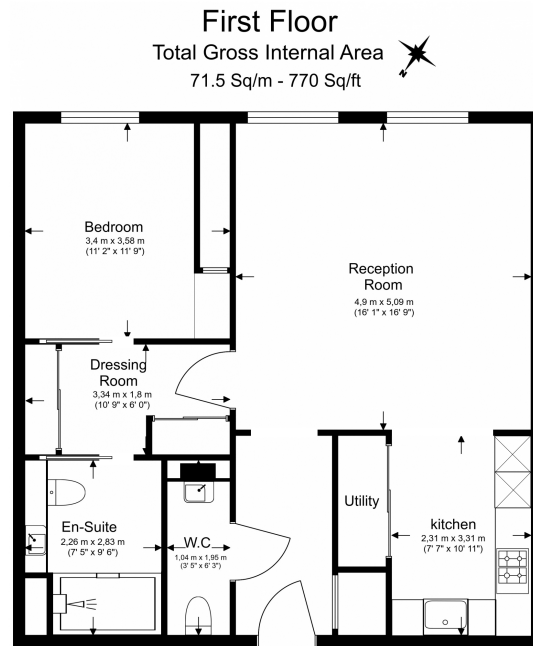 First Floor
Total Gross Internal Area
71.5 Sq/m - 770 Sq/ft
N
Bedroom
3,4 m x 3,58 m
(11' 2" x 11' 9")
Reception
Room
4,9 m x 5,09 m
(16' 1" x 16' 9")
Dressing
Room
3,34 m x 1,8 m
(10' 9" x 6' 0")
Utility
En-Suite
2,26 m x 2,83 m
(7' 5" x 9' 6")
W.C
1,04 m x 1,95 m
(3' 5" x 6' 3")
kitchen
2,31 m x 3,31 m
(7' 7" x 10' 11")